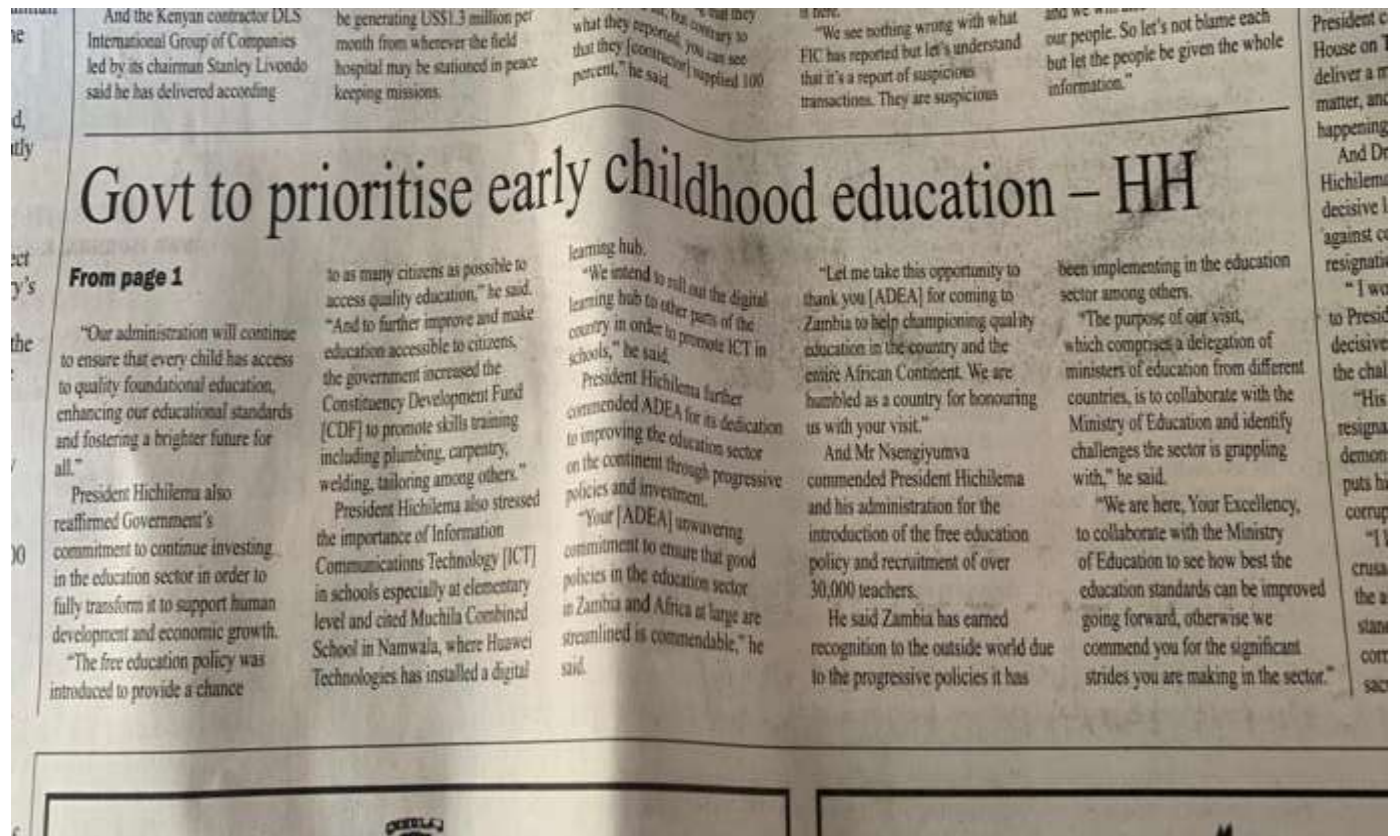 And the Kenyan contractor DLS
International Group of Companies
led by its chairman Stanley Livondo
said he has delivered according
be generating US$1.3 million per
month from wherever the field
hospital may be stationed in peace
keeping missions.
what they reported, you can see
that they [contractor] supplied 100
percent," he said.
"We see nothing wrong with what
FIC has reported but let's understand
that it's a report of suspicious
transactions. They are suspicious
our people. So let's not blame each
but let the people be given the whole
information."
Govt to prioritise early childhood education – HH
From page 1
"Our administration will continue
to ensure that every child has access
to quality foundational education,
enhancing our educational standards
and fostering a brighter future for
all."
President Hichilema also
reaffirmed Government's
commitment to continue investing
in the education sector in order to
fully transform it to support human
development and economic growth.
"The free education policy was
introduced to provide a chance
to as many citizens as possible to
access quality education," he said.
"And to further improve and make
education accessible to citizens,
the government increased the
Constituency Development Fund
[CDF] to promote skills training
including plumbing, carpentry,
welding, tailoring among others."
President Hichilema also stressed
the importance of Information
Communications Technology [ICT]
in schools especially at elementary
level and cited Muchila Combined
School in Namwala, where Huawei
Technologies has installed a digital
learning hub.
"We intend to roll out the digital
learning hub to other parts of the
country in order to promote ICT in
schools," he said.
President Hichilema further
commended ADEA for its dedication
to improving the education sector
on the continent through progressive
policies and investment.
"Your [ADEA] unwavering
commitment to ensure that good
policies in the education sector
in Zambia and Africa at large are
streamlined is commendable," he
said.
"Let me take this opportunity to
thank you [ADEA] for coming to
Zambia to help championing quality
education in the country and the
entire African Continent. We are
humbled as a country for honouring
us with your visit."
And Mr Nsengiyumva
commended President Hichilema
and his administration for the
introduction of the free education
policy and recruitment of over
30,000 teachers.
He said Zambia has earned
recognition to the outside world due
to the progressive policies it has
been implementing in the education
sector among others.
"The purpose of our visit,
which comprises a delegation of
ministers of education from different
countries, is to collaborate with the
Ministry of Education and identify
challenges the sector is grappling
with," he said.
"We are here, Your Excellency,
to collaborate with the Ministry
of Education to see how best the
education standards can be improved
going forward, otherwise we
commend you for the significant
strides you are making in the sector."
President
House on
deliver a
matter, and
happening
And Dr
decisive
against
to
decisive
the
"His
puts
the